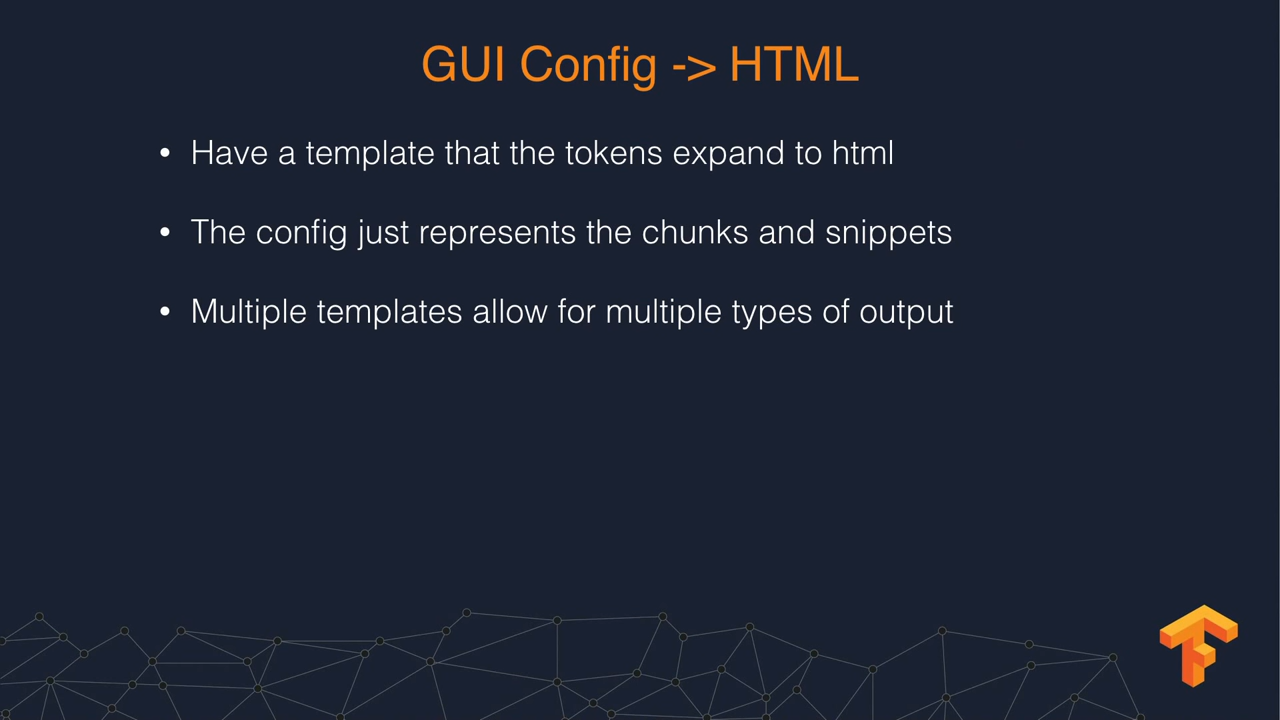 GUI Config -> HTML
• Have a template that the tokens expand to html
• The config just represents the chunks and snippets
• Multiple templates allow for multiple types of output